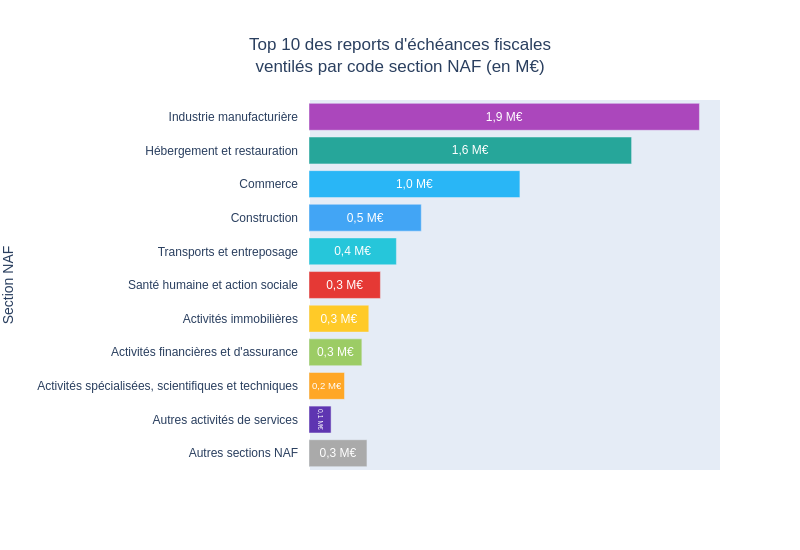 Top 10 des reports d'échéances fiscales
ventilés par code section NAF (en M€)
Section NAF
Industrie manufacturière 1,9 M€
Hébergement et restauration 1,6 M€
Commerce 1,0 M€
Construction 0,5 M€
Transports et entreposage 0,4 M€
Santé humaine et action sociale 0,3 M€
Activités immobilières 0,3 M€
Activités financières et d'assurance 0,3 M€
Activités spécialisées, scientifiques et techniques 0,2 M€
Autres activités de services 0,1 M€
Autres sections NAF 0,3 M€